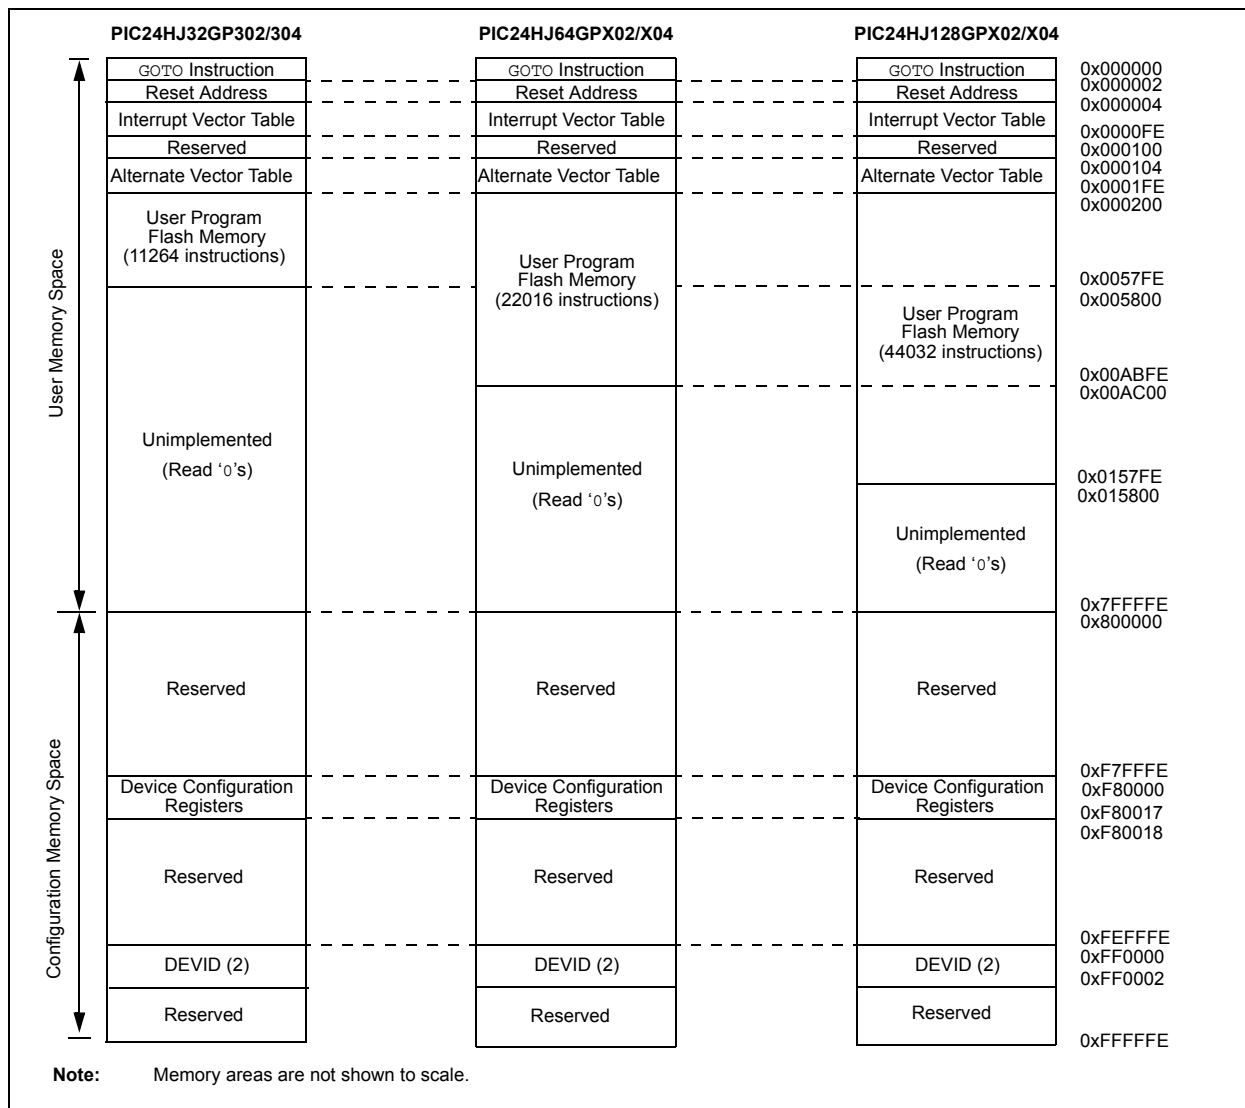 PIC24HJ32GP302/304
PIC24HJ64GPX02/X04
PIC24HJ128GPX02/X04
User Memory Space
Configuration Memory Space
GOTO Instruction
Reset Address
Interrupt Vector Table
Reserved
Alternate Vector Table
User Program
Flash Memory
(11264 instructions)
Unimplemented
(Read ‘0’s)
Reserved
Device Configuration
Registers
Reserved
DEVID (2)
Reserved
GOTO Instruction
Reset Address
Interrupt Vector Table
Reserved
Alternate Vector Table
User Program
Flash Memory
(22016 instructions)
Unimplemented
(Read ‘0’s)
Reserved
Device Configuration
Registers
Reserved
DEVID (2)
Reserved
GOTO Instruction
Reset Address
Interrupt Vector Table
Reserved
Alternate Vector Table
User Program
Flash Memory
(44032 instructions)
Unimplemented
(Read ‘0’s)
Reserved
Device Configuration
Registers
Reserved
DEVID (2)
Reserved
0x000000
0x000002
0x000004
0x0000FE
0x000100
0x000104
0x0001FE
0x000200
0x0057FE
0x005800
0x00ABFE
0x00AC00
0x0157FE
0x015800
0x7FFFFE
0x800000
0xF7FFFE
0xF80000
0xF80017
0xF80018
0xFEFFFE
0xFF0000
0xFF0002
0xFFFFFE
Note: Memory areas are not shown to scale.